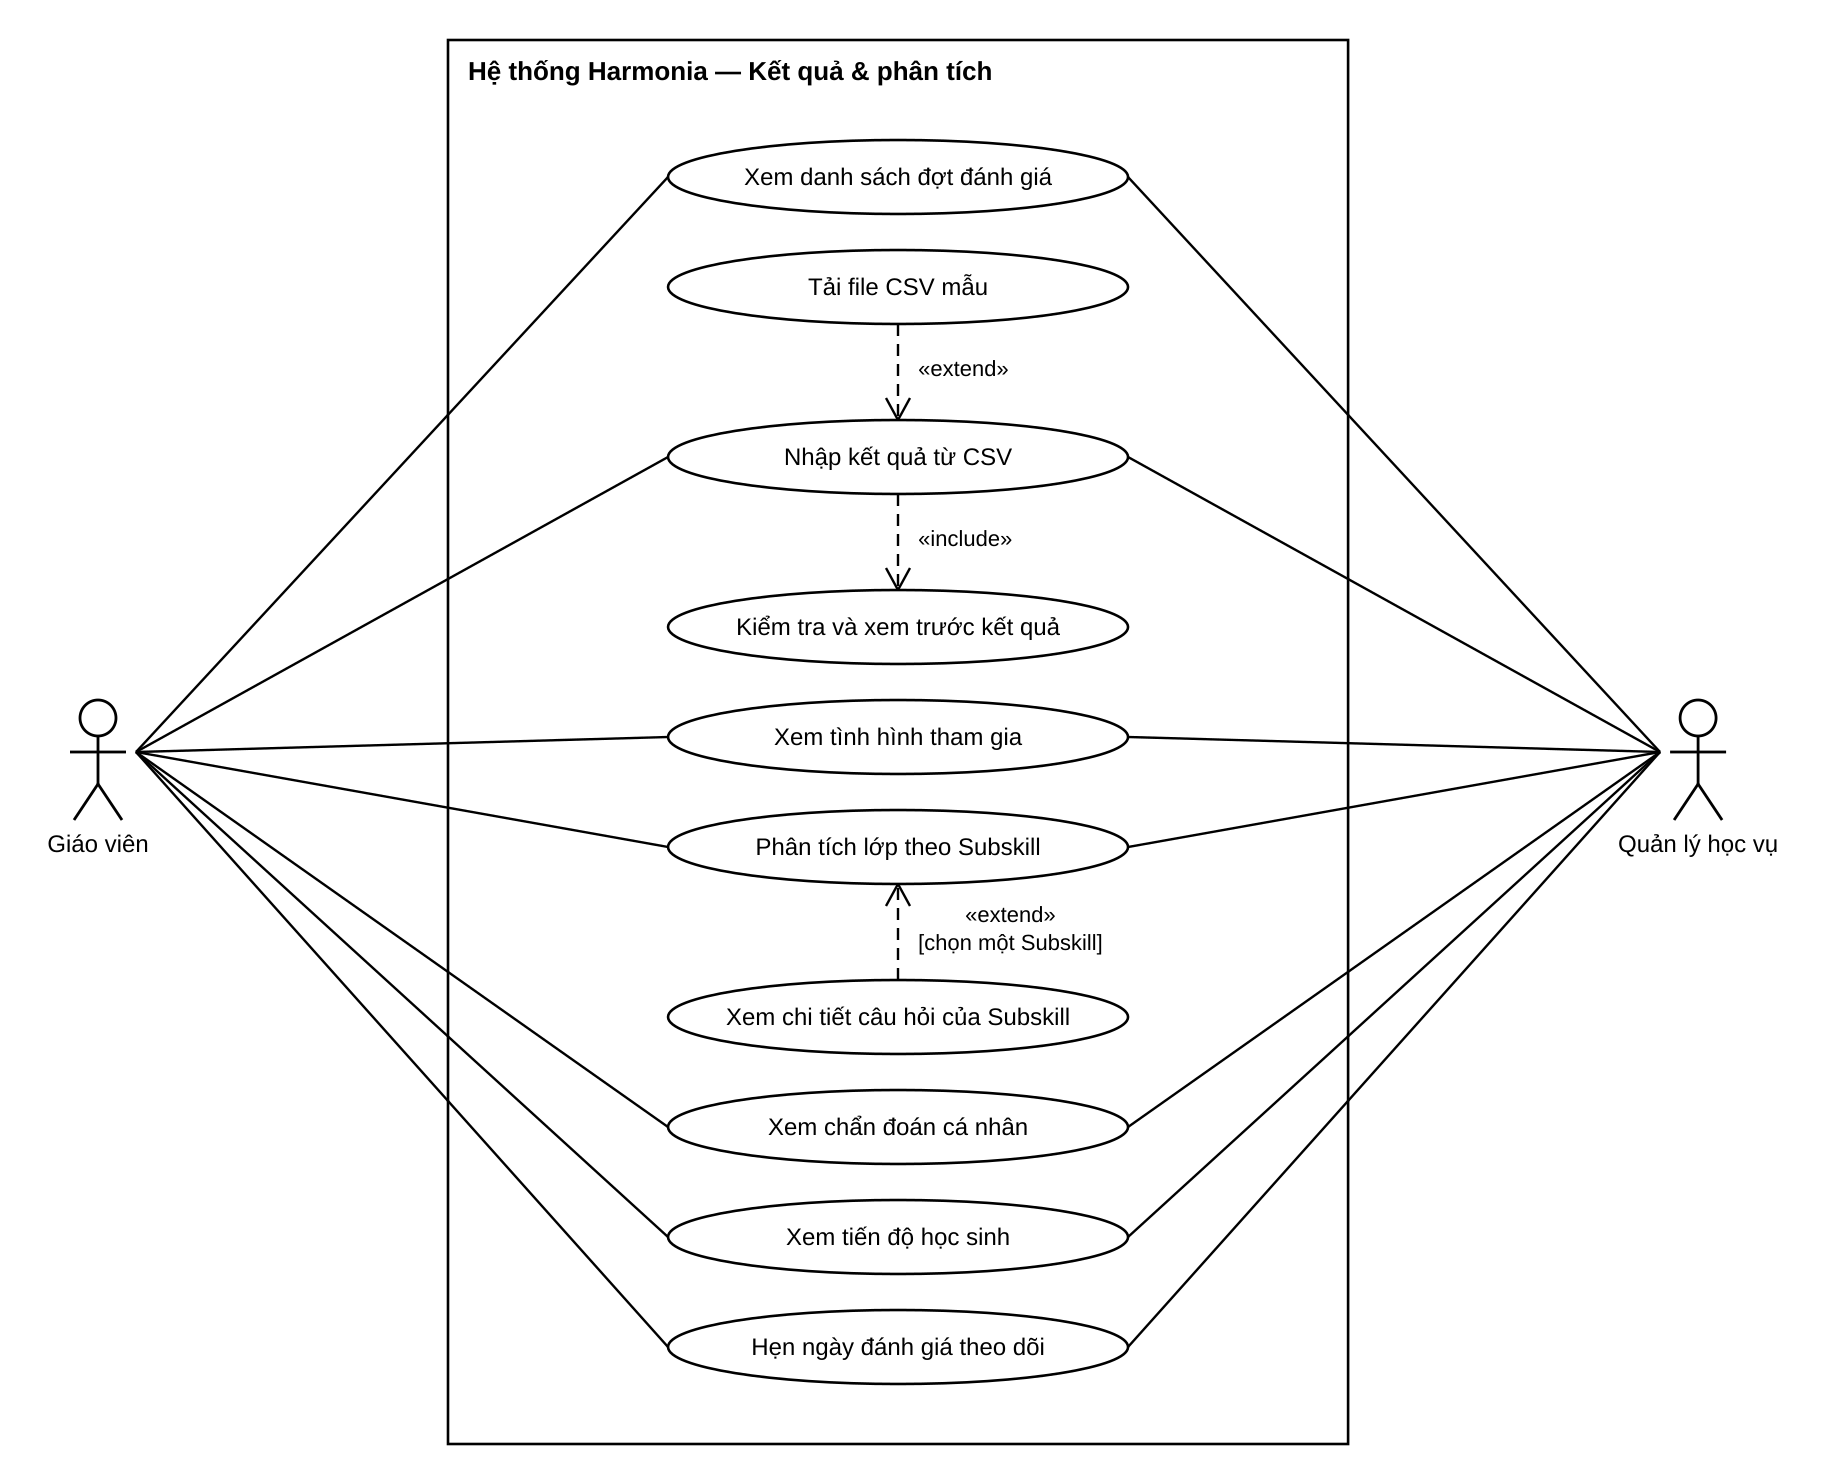 Hệ thống Harmonia — Kết quả & phân tích
Xem danh sách đợt đánh giá
Tải file CSV mẫu
«extend»
Nhập kết quả từ CSV
«include»
Kiểm tra và xem trước kết quả
Xem tình hình tham gia
Giáo viên
Phân tích lớp theo Subskill
Quản lý học vụ
«extend»
[chọn một Subskill]
Xem chi tiết câu hỏi của Subskill
Xem chẩn đoán cá nhân
Xem tiến độ học sinh
Hẹn ngày đánh giá theo dõi